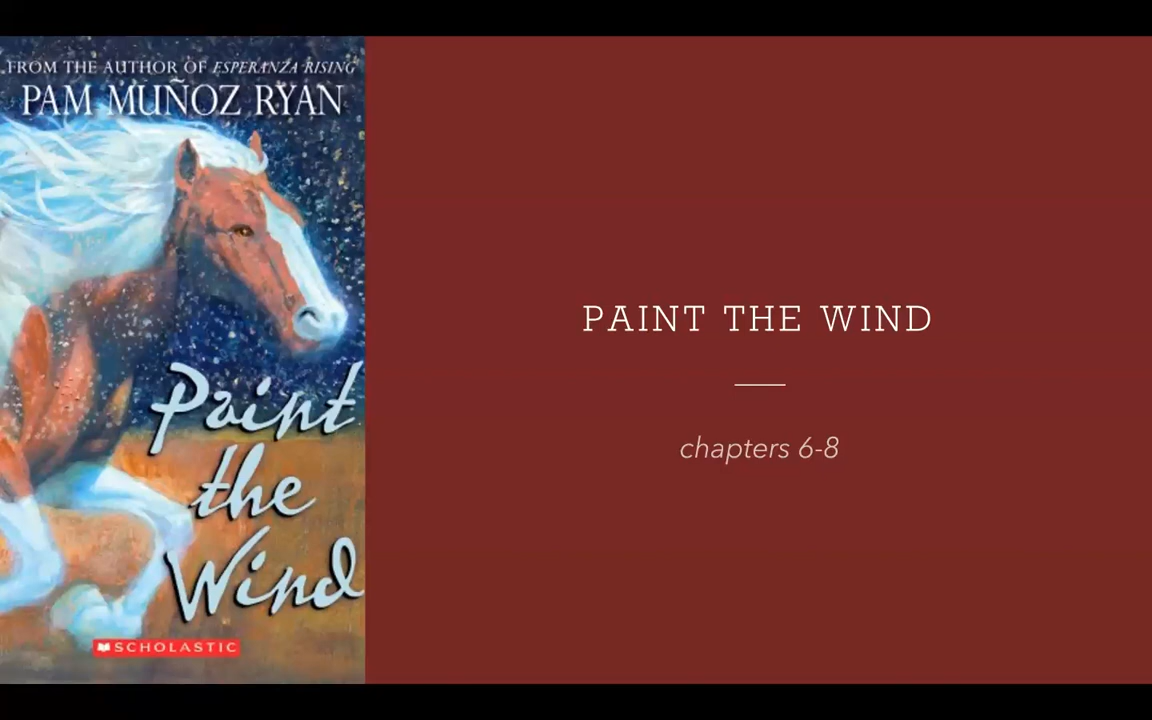 FROM THE AUTHOR OF ESPERANZA RISING
PAM MUÑOZ RYAN
Paint
the
Wind
SCHOLASTIC
PAINT THE WIND
chapters 6-8